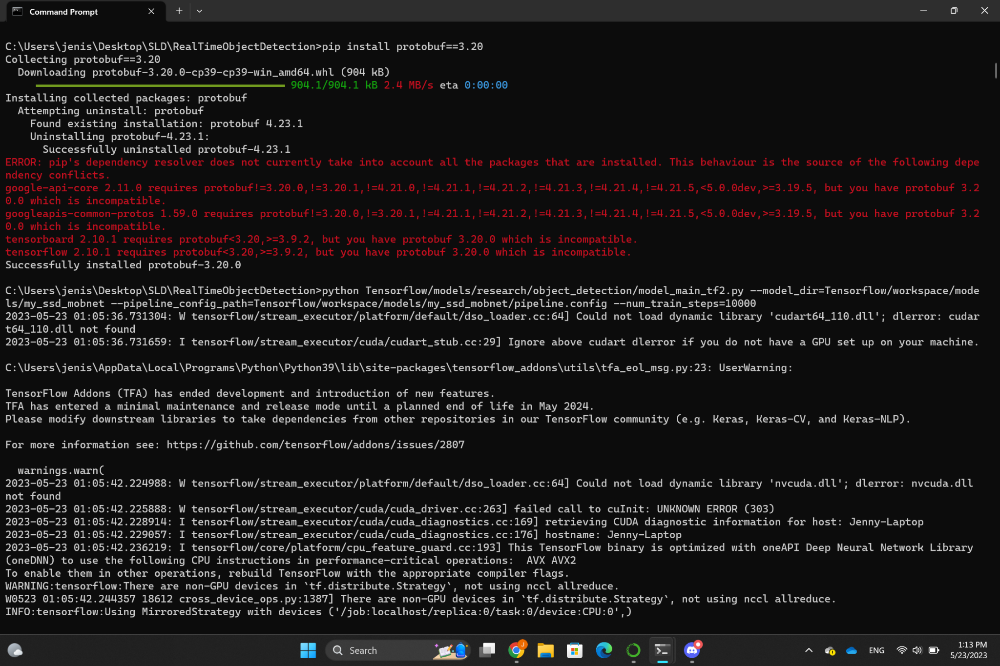 Command Prompt
C:\Users\jenis\Desktop\SLD\RealTimeObjectDetection>pip install protobuf==3.20
Collecting protobuf==3.20
  Downloading protobuf-3.20.0-cp39-cp39-win_amd64.whl (904 kB)
904.1/904.1 kB 2.4 MB/s eta 0:00:00
Installing collected packages: protobuf
  Attempting uninstall: protobuf
    Found existing installation: protobuf 4.23.1
    Uninstalling protobuf-4.23.1:
      Successfully uninstalled protobuf-4.23.1
ERROR: pip's dependency resolver does not currently take into account all the packages that are installed. This behaviour is the source of the following depe
ndency conflicts.
google-api-core 2.11.0 requires protobuf!=3.20.0,!=3.20.1,!=4.21.0,!=4.21.1,!=4.21.2,!=4.21.3,!=4.21.4,!=4.21.5,<5.0.0dev,>=3.19.5, but you have protobuf 3.2
0.0 which is incompatible.
googleapis-common-protos 1.59.0 requires protobuf!=3.20.0,!=3.20.1,!=4.21.1,!=4.21.2,!=4.21.3,!=4.21.4,!=4.21.5,<5.0.0dev,>=3.19.5, but you have protobuf 3.2
0.0 which is incompatible.
tensorboard 2.10.1 requires protobuf<3.20,>=3.9.2, but you have protobuf 3.20.0 which is incompatible.
tensorflow 2.10.1 requires protobuf<3.20,>=3.9.2, but you have protobuf 3.20.0 which is incompatible.
Successfully installed protobuf-3.20.0
C:\Users\jenis\Desktop\SLD\RealTimeObjectDetection>python Tensorflow/models/research/object_detection/model_main_tf2.py --model_dir=Tensorflow/workspace/mode
ls/my_ssd_mobnet --pipeline_config_path=Tensorflow/workspace/models/my_ssd_mobnet/pipeline.config --num_train_steps=10000
2023-05-23 01:05:36.731304: W tensorflow/stream_executor/platform/default/dso_loader.cc:64] Could not load dynamic library 'cudart64_110.dll'; dlerror: cudar
t64_110.dll not found
2023-05-23 01:05:36.731659: I tensorflow/stream_executor/cuda/cudart_stub.cc:29] Ignore above cudart dlerror if you do not have a GPU set up on your machine.
C:\Users\jenis\AppData\Local\Programs\Python\Python39\lib\site-packages\tensorflow_addons\utils\tfa_eol_msg.py:23: UserWarning:
TensorFlow Addons (TFA) has ended development and introduction of new features.
TFA has entered a minimal maintenance and release mode until a planned end of life in May 2024.
Please modify downstream libraries to take dependencies from other repositories in our TensorFlow community (e.g. Keras, Keras-CV, and Keras-NLP).
For more information see: https://github.com/tensorflow/addons/issues/2807
  warnings.warn(
2023-05-23 01:05:42.224988: W tensorflow/stream_executor/platform/default/dso_loader.cc:64] Could not load dynamic library 'nvcuda.dll'; dlerror: nvcuda.dll
not found
2023-05-23 01:05:42.225888: W tensorflow/stream_executor/cuda/cuda_driver.cc:263] failed call to cuInit: UNKNOWN ERROR (303)
2023-05-23 01:05:42.228914: I tensorflow/stream_executor/cuda/cuda_diagnostics.cc:169] retrieving CUDA diagnostic information for host: Jenny-Laptop
2023-05-23 01:05:42.229057: I tensorflow/stream_executor/cuda/cuda_diagnostics.cc:176] hostname: Jenny-Laptop
2023-05-23 01:05:42.236219: I tensorflow/core/platform/cpu_feature_guard.cc:193] This TensorFlow binary is optimized with oneAPI Deep Neural Network Library
(oneDNN) to use the following CPU instructions in performance-critical operations:  AVX AVX2
To enable them in other operations, rebuild TensorFlow with the appropriate compiler flags.
WARNING:tensorflow:There are non-GPU devices in `tf.distribute.Strategy`, not using nccl allreduce.
W0523 01:05:42.244357 18612 cross_device_ops.py:1387] There are non-GPU devices in `tf.distribute.Strategy`, not using nccl allreduce.
INFO:tensorflow:Using MirroredStrategy with devices ('/job:localhost/replica:0/task:0/device:CPU:0',)
Search
J
ENG
1:13 PM
5/23/2023